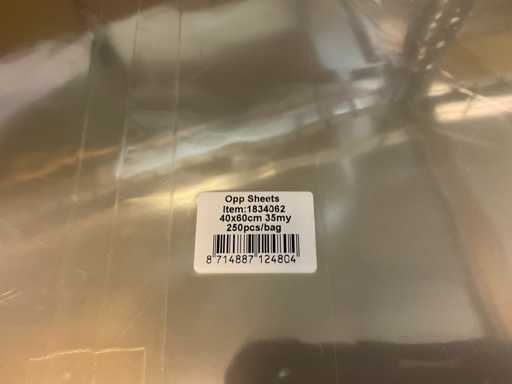 Opp Sheets
Item:1834062
40x60cm 35my
250pcs/bag
8 714887 124804